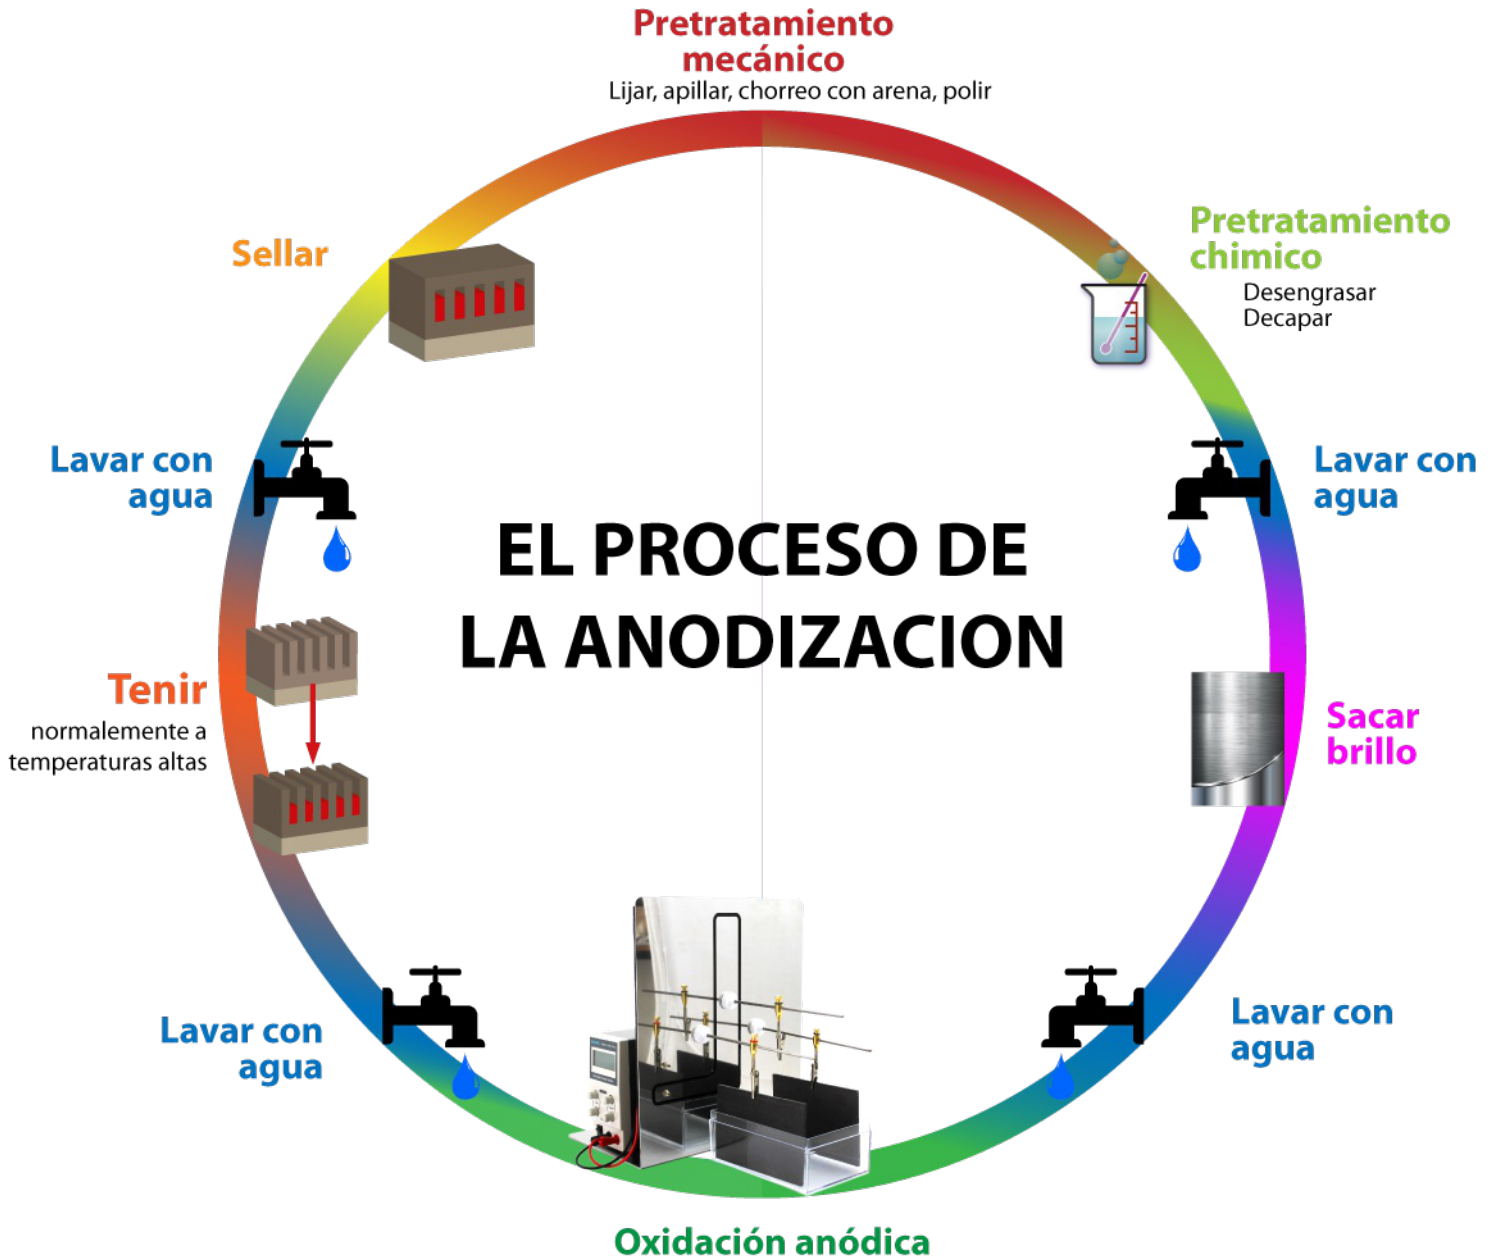 Pretratamiento
mecánico
Lijar, apillar, chorreo con arena, polir
Pretratamiento
chimico
Desengrasar
Decapar
Sellar
Lavar con
agua
Lavar con
agua
EL PROCESO DE
LA ANODIZACION
Tenir
normalemente a
temperaturas altas
Sacar
brillo
Lavar con
agua
Lavar con
agua
Oxidación anódica